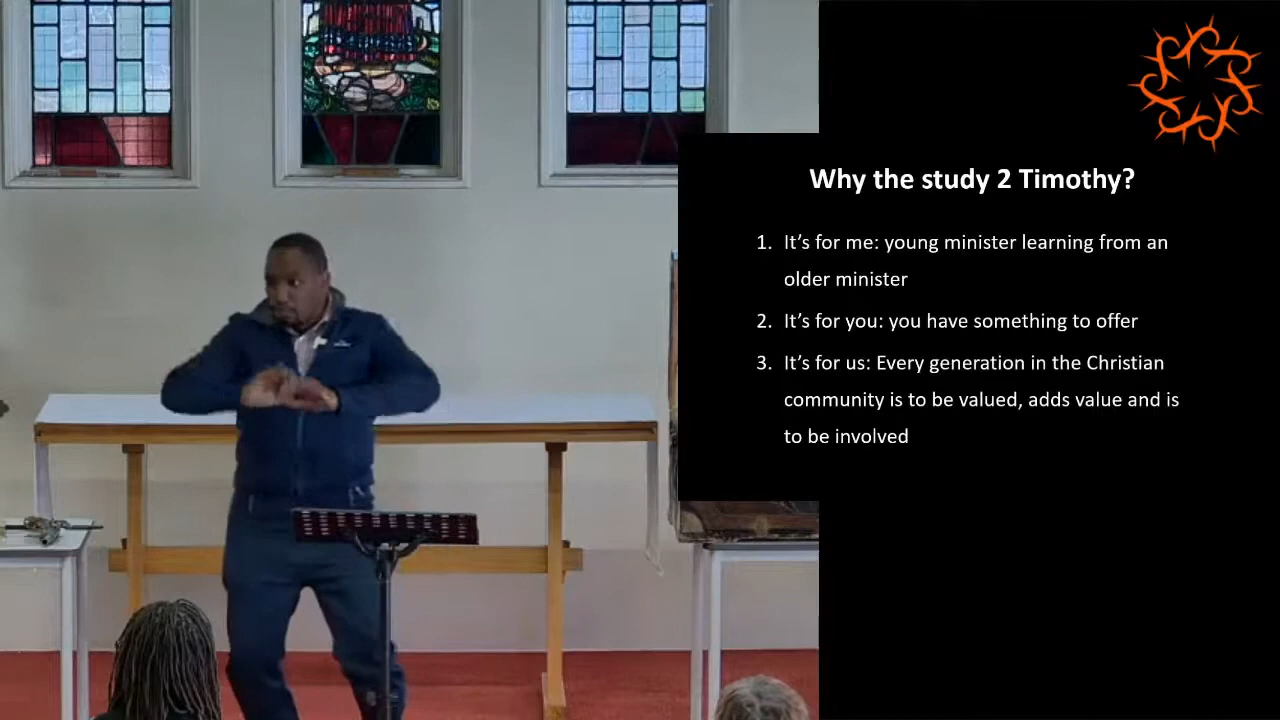 Why the study 2 Timothy?
1. It's for me: young minister learning from an
older minister
2. It's for you: you have something to offer
3. It's for us: Every generation in the Christian
community is to be valued, adds value and is
to be involved